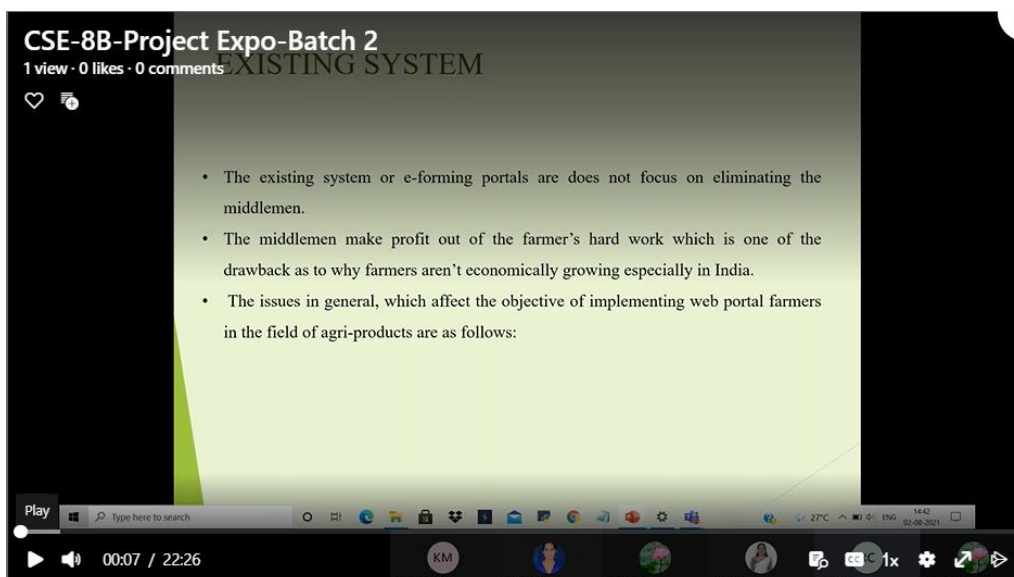 CSE-8B-Project Expo-Batch 2
1 view · 0 likes · 0 comments
EXISTING SYSTEM
• The existing system or e-forming portals are does not focus on eliminating the
middlemen.
• The middlemen make profit out of the farmer's hard work which is one of the
drawback as to why farmers aren't economically growing especially in India.
• The issues in general, which affect the objective of implementing web portal farmers
in the field of agri-products are as follows:
Play
Type here to search
27°C ENG
14:42
02-08-2021
00:07 / 22:26
KM
CC
C
1x